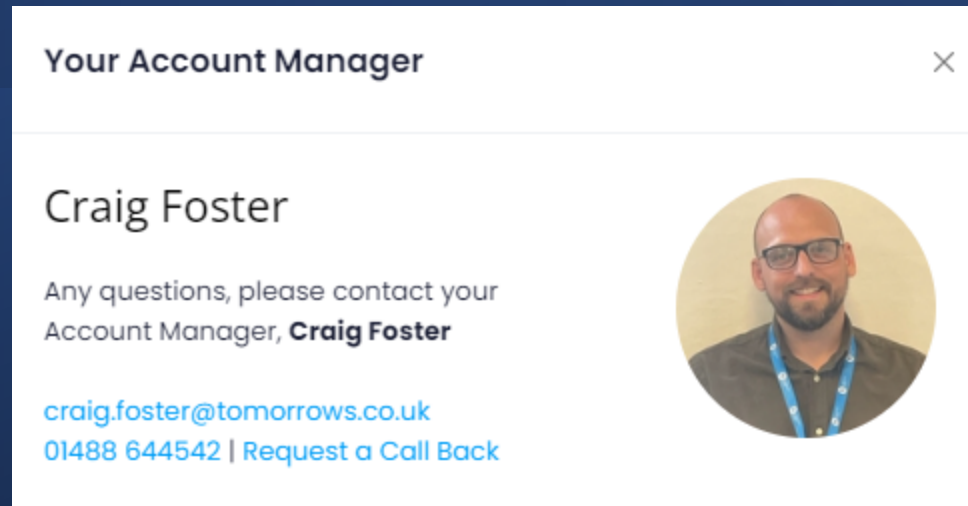 Your Account Manager
Craig Foster
Any questions, please contact your
Account Manager, Craig Foster
craig.foster@tomorrows.co.uk
01488 644542 | Request a Call Back